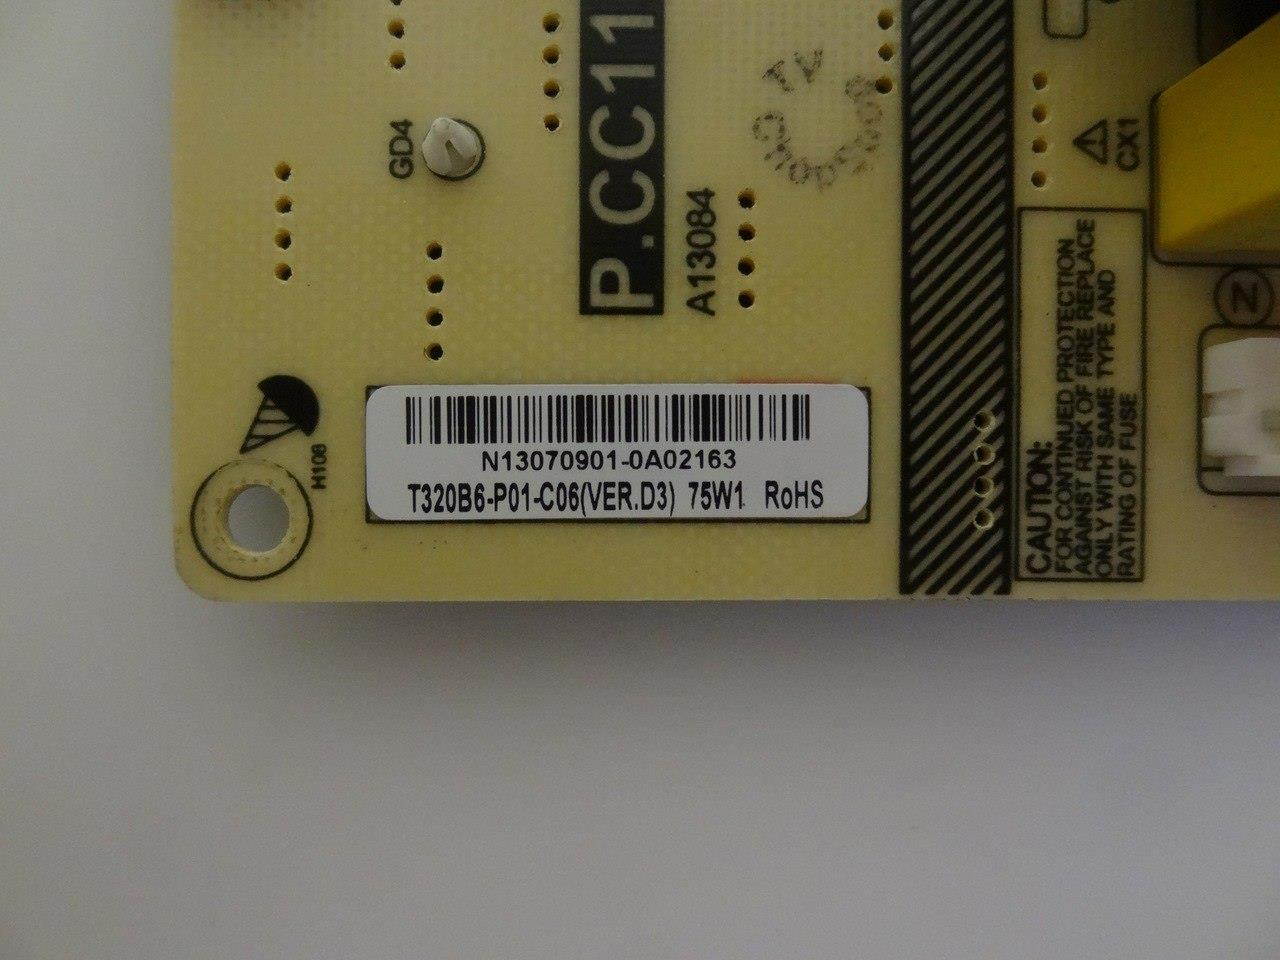 P.CC11
GD4
A13084
CX1
N
N13070901-0A02163
T320B6-P01-C06(VER.D3) 75W1 RoHS
H106
CAUTION:
FOR CONTINUED PROTECTION
AGAINST RISK OF FIRE REPLACE
ONLY WITH SAME TYPE AND
RATING OF FUSE